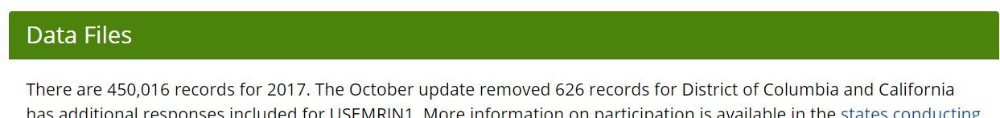 Data Files
There are 450,016 records for 2017. The October update removed 626 records for District of Columbia and California
has additional responses included for USEMRIN1. More information on participation is available in the states conducting